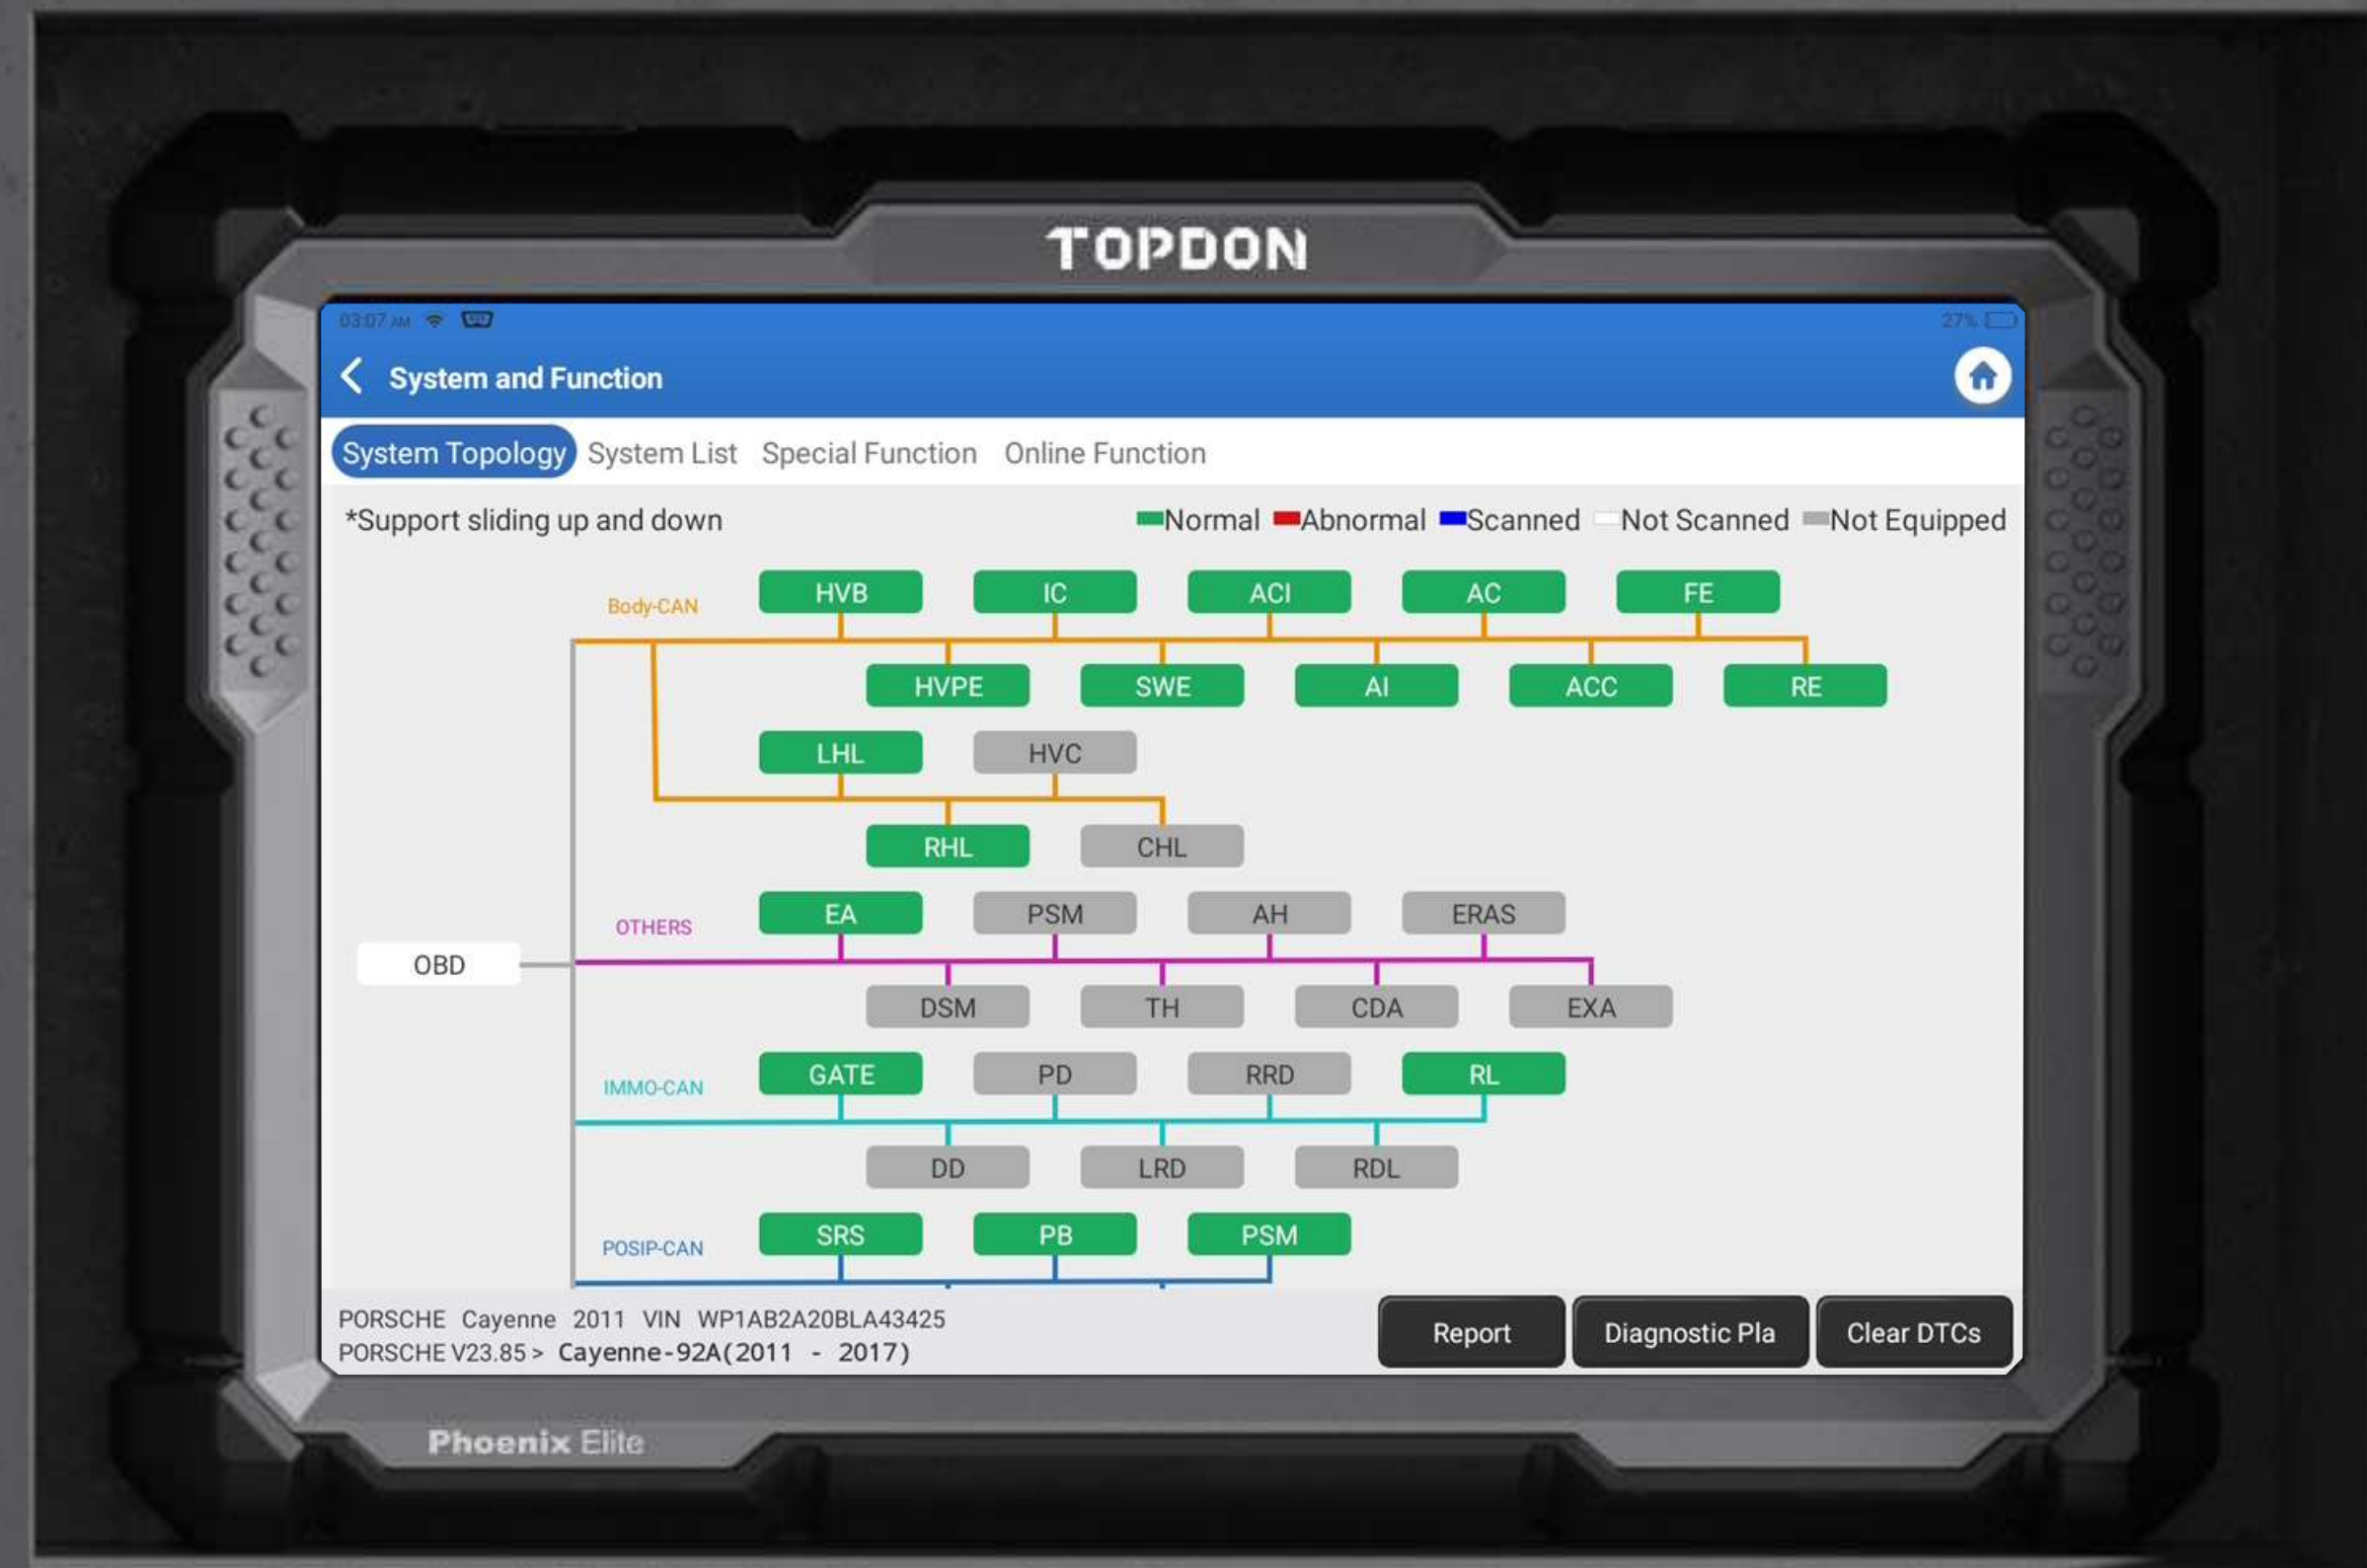 TOPDON
03:07 AM 27%
System and Function
System Topology System List Special Function Online Function
*Support sliding up and down Normal Abnormal Scanned Not Scanned Not Equipped
Body-CAN HVB IC ACI AC FE
HVPE SWE AI ACC RE
LHL HVC
RHL CHL
OTHERS EA PSM AH ERAS
OBD
DSM TH CDA EXA
IMMO-CAN GATE PD RRD RL
DD LRD RDL
POSIP-CAN SRS PB PSM
PORSCHE Cayenne 2011 VIN WP1AB2A20BLA43425
PORSCHE V23.85 > Cayenne-92A(2011 - 2017)
Report Diagnostic Pla Clear DTCs
Phoenix Elite